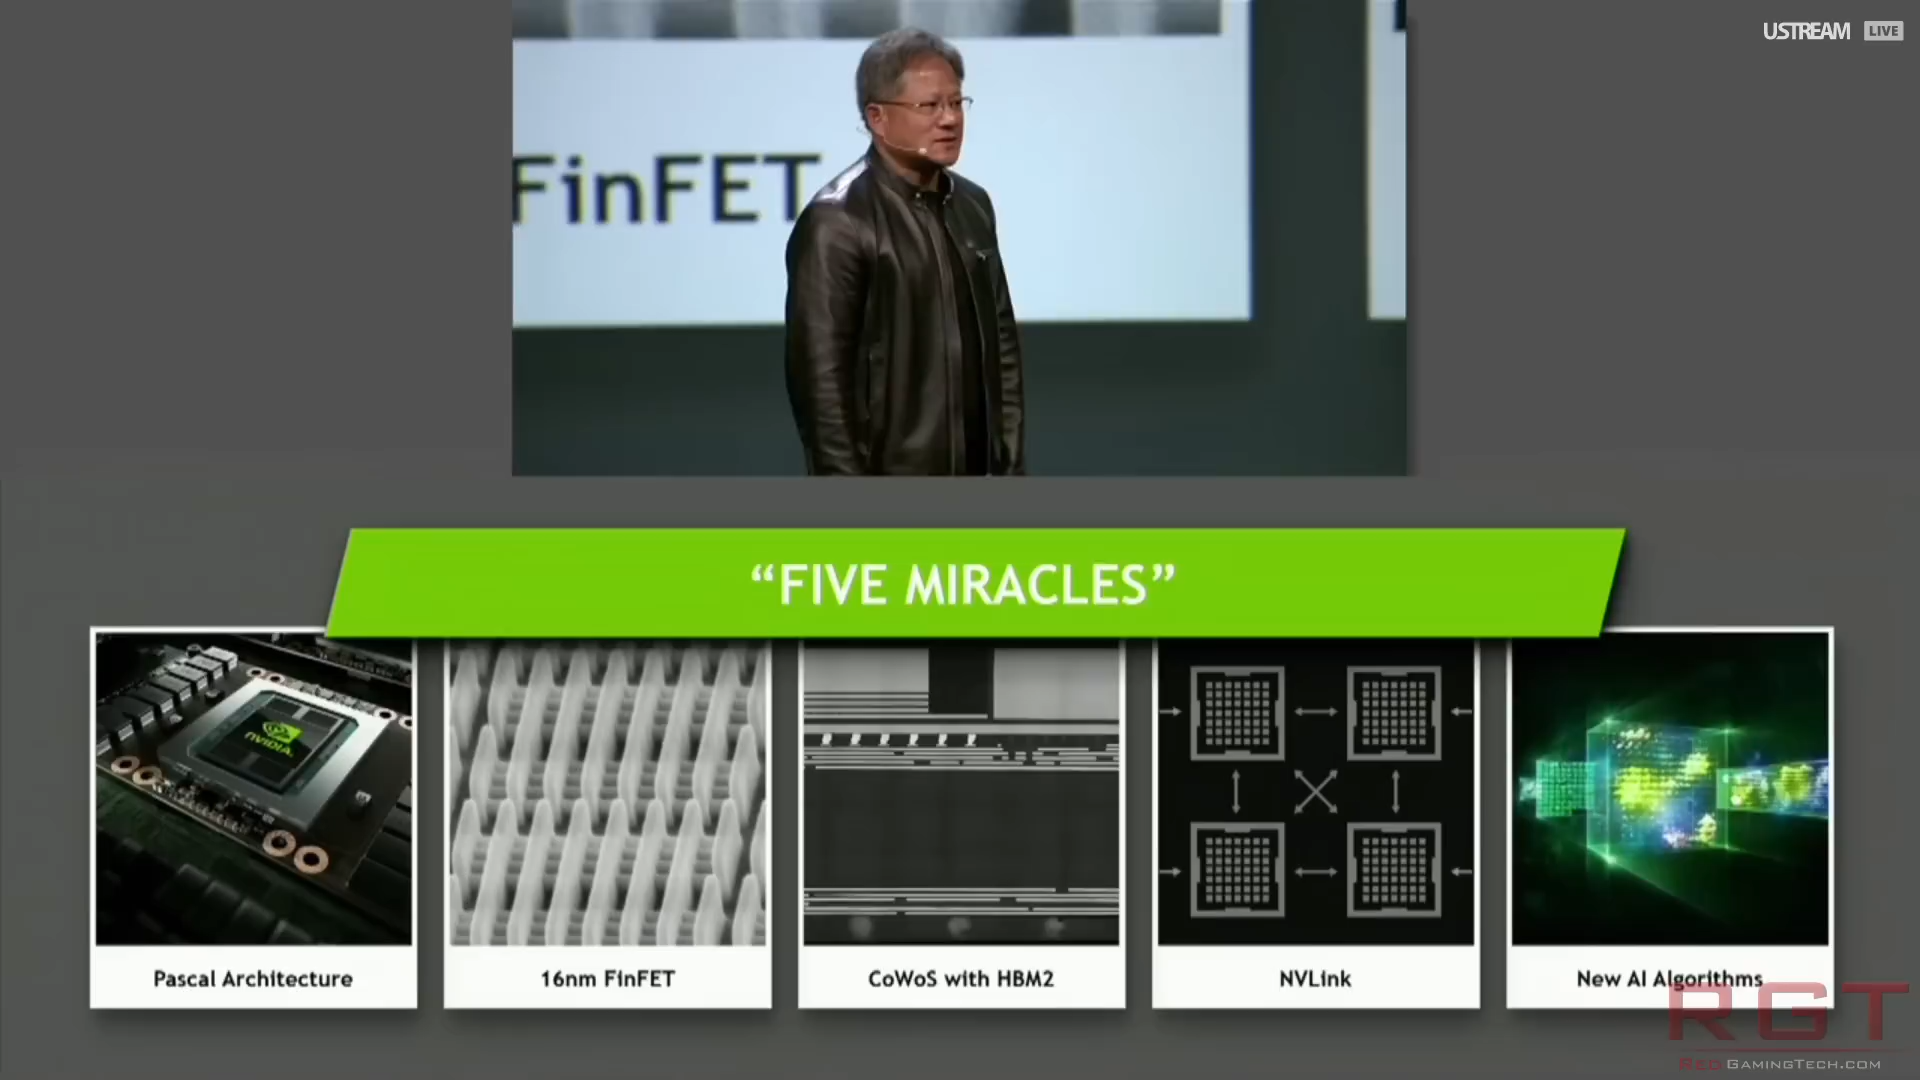 USTREAM LIVE
FinFET
“FIVE MIRACLES”
NVIDIA
Pascal Architecture
16nm FinFET
CoWoS with HBM2
NVLink
New AI Algorithms
RGT
REDGAMINGTECH.COM